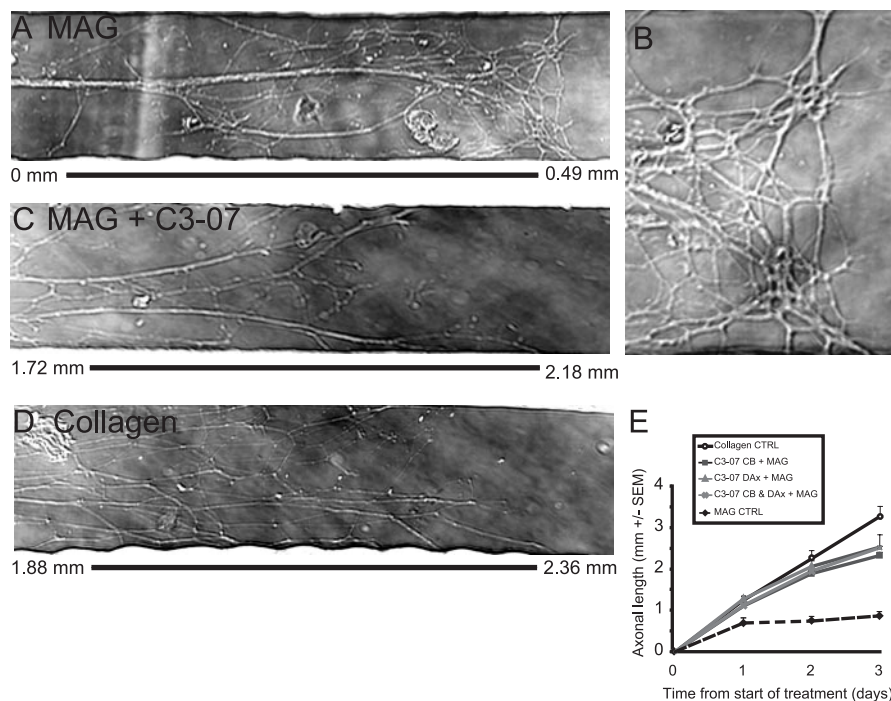 A MAG
B
0 mm
0.49 mm
C MAG + C3-07
1.72 mm
2.18 mm
D Collagen
1.88 mm
2.36 mm
E
Collagen CTRL
C3-07 CB + MAG
C3-07 DAx + MAG
C3-07 CB & DAx + MAG
MAG CTRL
Axonal length (mm +/- SEM)
4
3
2
1
0
0 1 2 3
Time from start of treatment (days)